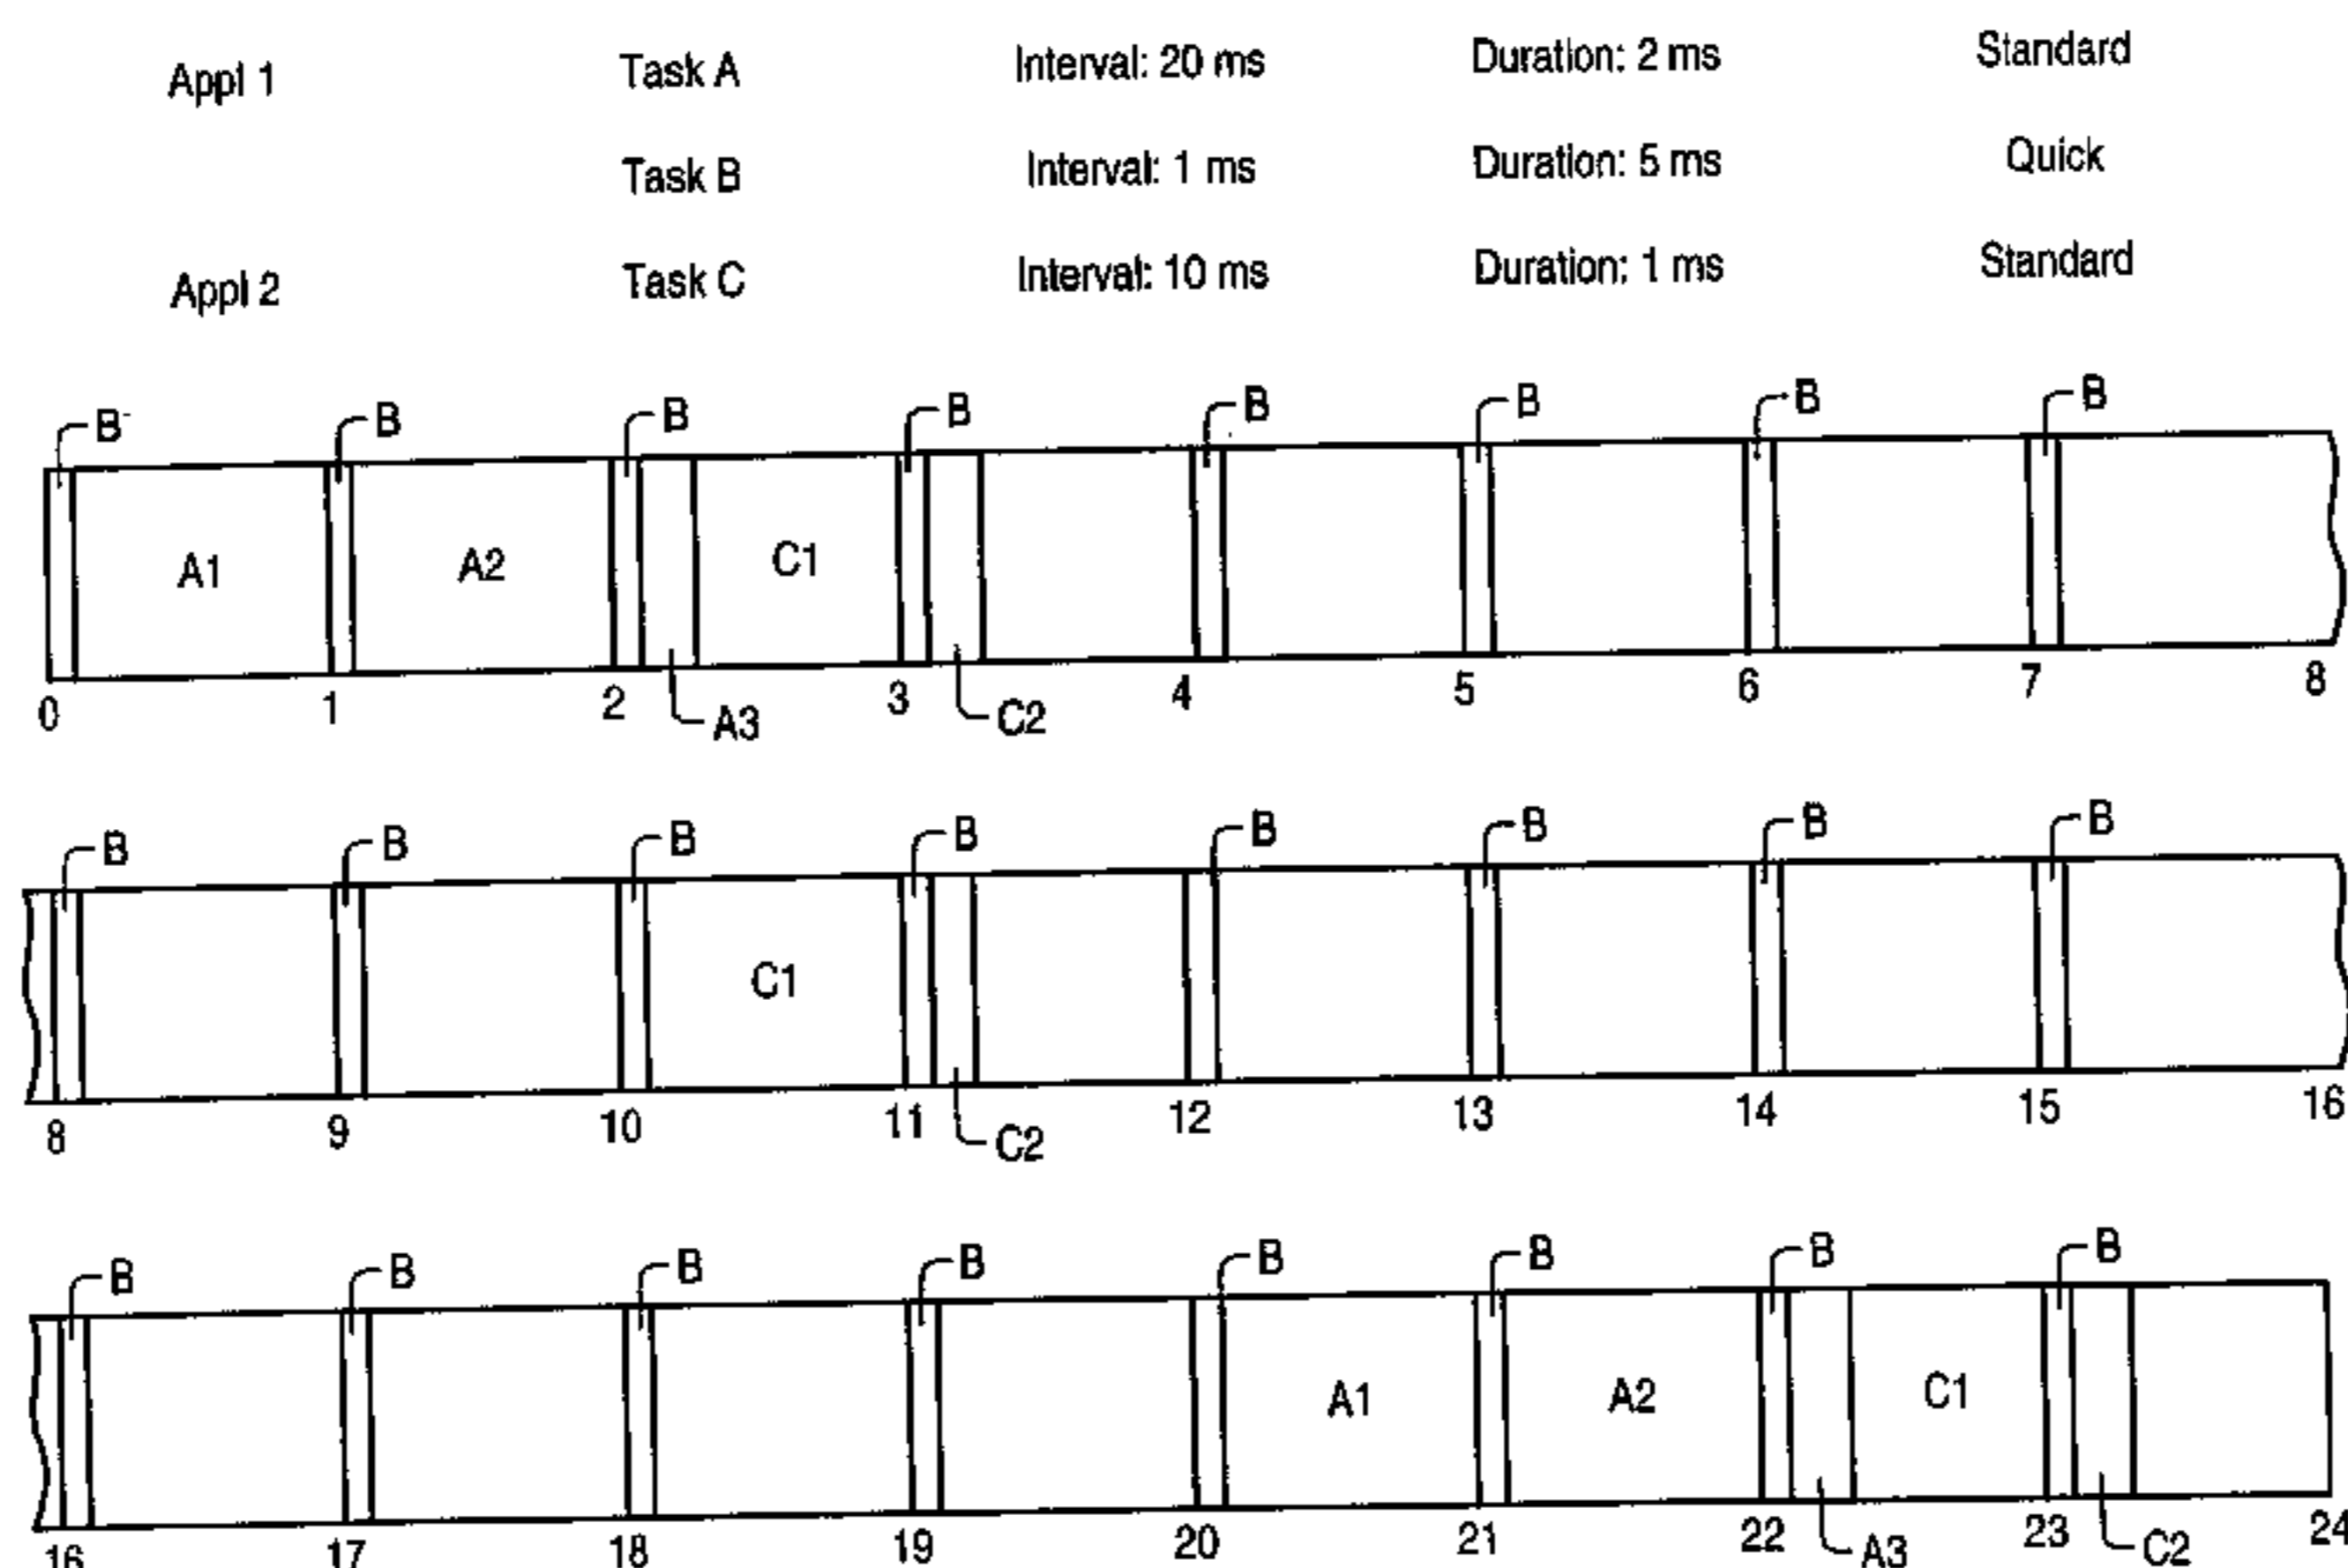 Appl 1 Task A Interval: 20 ms Duration: 2 ms Standard
Task B Interval: 1 ms Duration: 5 ms Quick
Appl 2 Task C Interval: 10 ms Duration: 1 ms Standard
B B B B B B B B
A1 A2 C1
0 1 2 3 4 5 6 7 8
A3 C2
B B B B B B B B
C1
8 9 10 11 12 13 14 15 16
C2
B B B B B B B B
A1 A2 C1
16 17 18 19 20 21 22 23 24
A3 C2